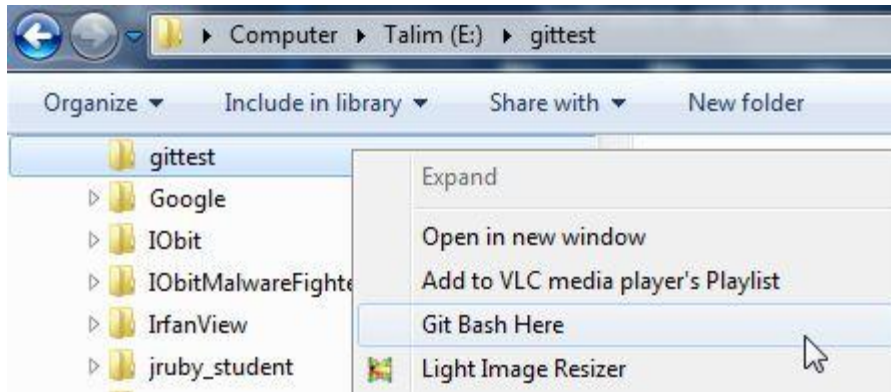 Computer Talim (E:) gittest
Organize Include in library Share with New folder
gittest
Google
IObit
IObitMalwareFighte
IrfanView
jruby_student
Expand
Open in new window
Add to VLC media player's Playlist
Git Bash Here
Light Image Resizer